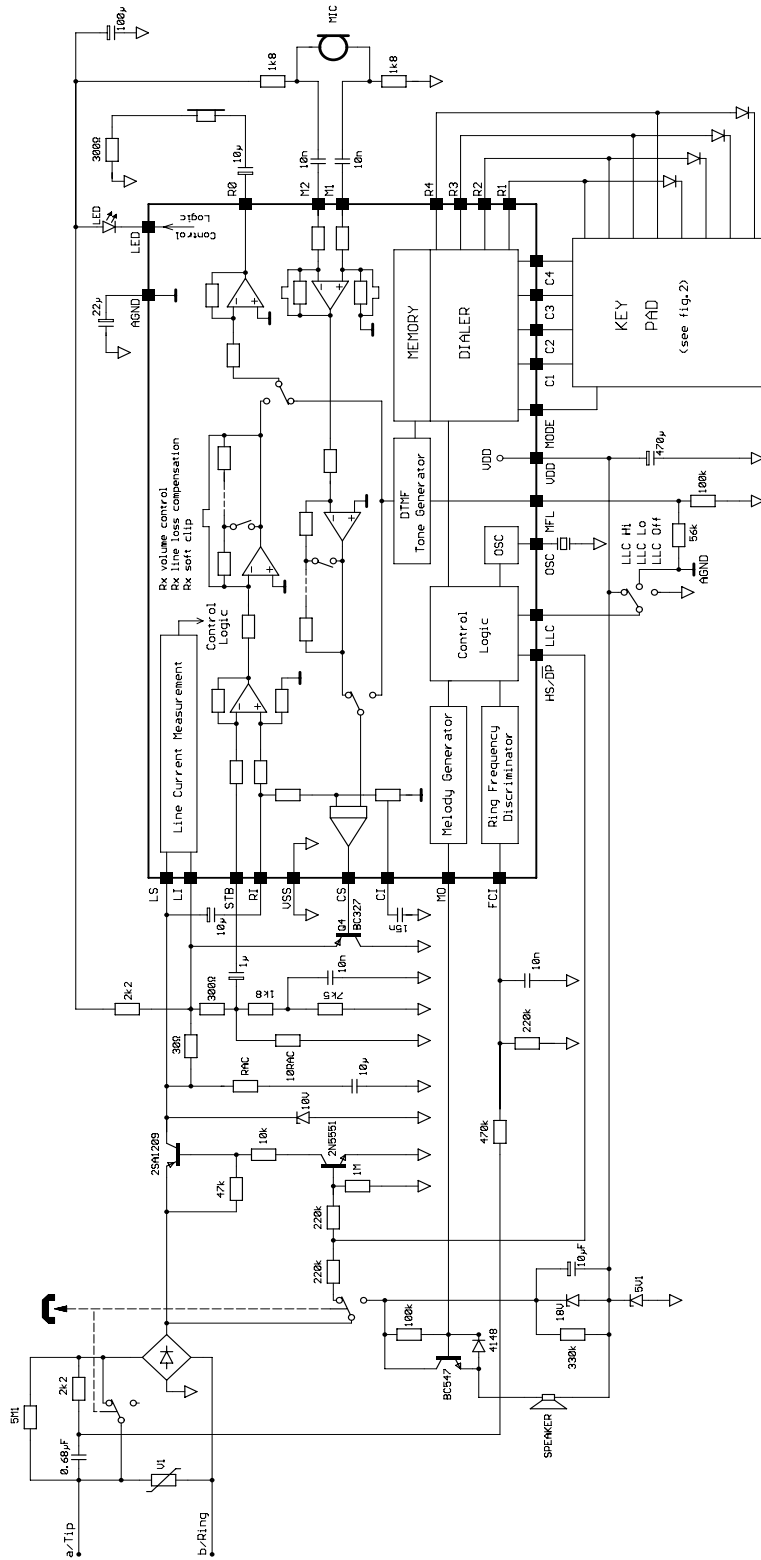 a/Tip
b/Ring
5M1
0.68µF
2k2
V1
2SA1209
47k
10k
2N5551
1M
220k
220k
10V
RAC
10µ
10RAC
30Ω
2k2
300Ω
1k8
7k5
10n
1µ
10µ
Q4
BC327
15n
100k
BC547
4148
SPEAKER
330k
18V
10µF
5V1
470k
220k
10n
LS
LI
STB
RI
VSS
CS
CI
MO
FCI
Line Current Measurement
Control
Logic
Rx volume control
Rx line loss compensation
Rx soft clip
Melody Generator
Ring Frequency
Discriminator
Control
Logic
OSC
DTMF
Tone Generator
MEMORY
DIALER
VDD
HS/DP
LLC
OSC
MFL
VDD
MODE
C1
C2
C3
C4
AGND
LED
R0
M2
M1
R4
R3
R2
R1
Control
Logic
22µ
LED
300Ω
10µ
10n
10n
1k8
1k8
MIC
100µ
LLC Hi
LLC Lo
LLC Off
AGND
56k
100k
470µ
KEY
PAD
(see fig.2)